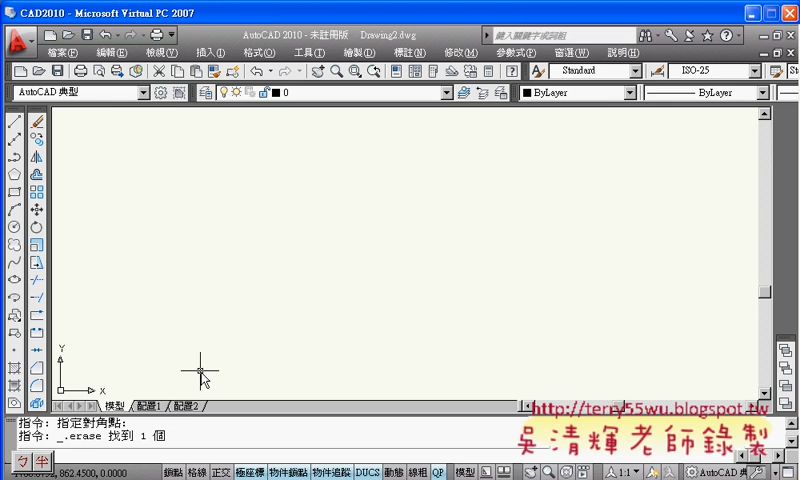 CAD2010 - Microsoft Virtual PC 2007
AutoCAD 2010 - 未註冊版 Drawing2.dwg
鍵入關鍵字或詞組
檔案(F) 編輯(E) 檢視(V) 插入(I) 格式(O) 工具(T) 繪製(D) 標註(N) 修改(M) 參數式(P) 視窗(W) 說明(H)
Standard ISO-25
AutoCAD 典型 0 ByLayer ByLayer
Y
X
模型 配置1 配置2
指令: 指定對角點:
指令: _.erase 找到 1 個
http://terry55wu.blogspot.tw
吳清輝老師錄製
862.4500, 0.0000 鎖點 格線 正交 極座標 物件鎖點 物件追蹤 DUCS 動態 線粗 QP 模型 1:1 AutoCAD 典
ㄅ 半